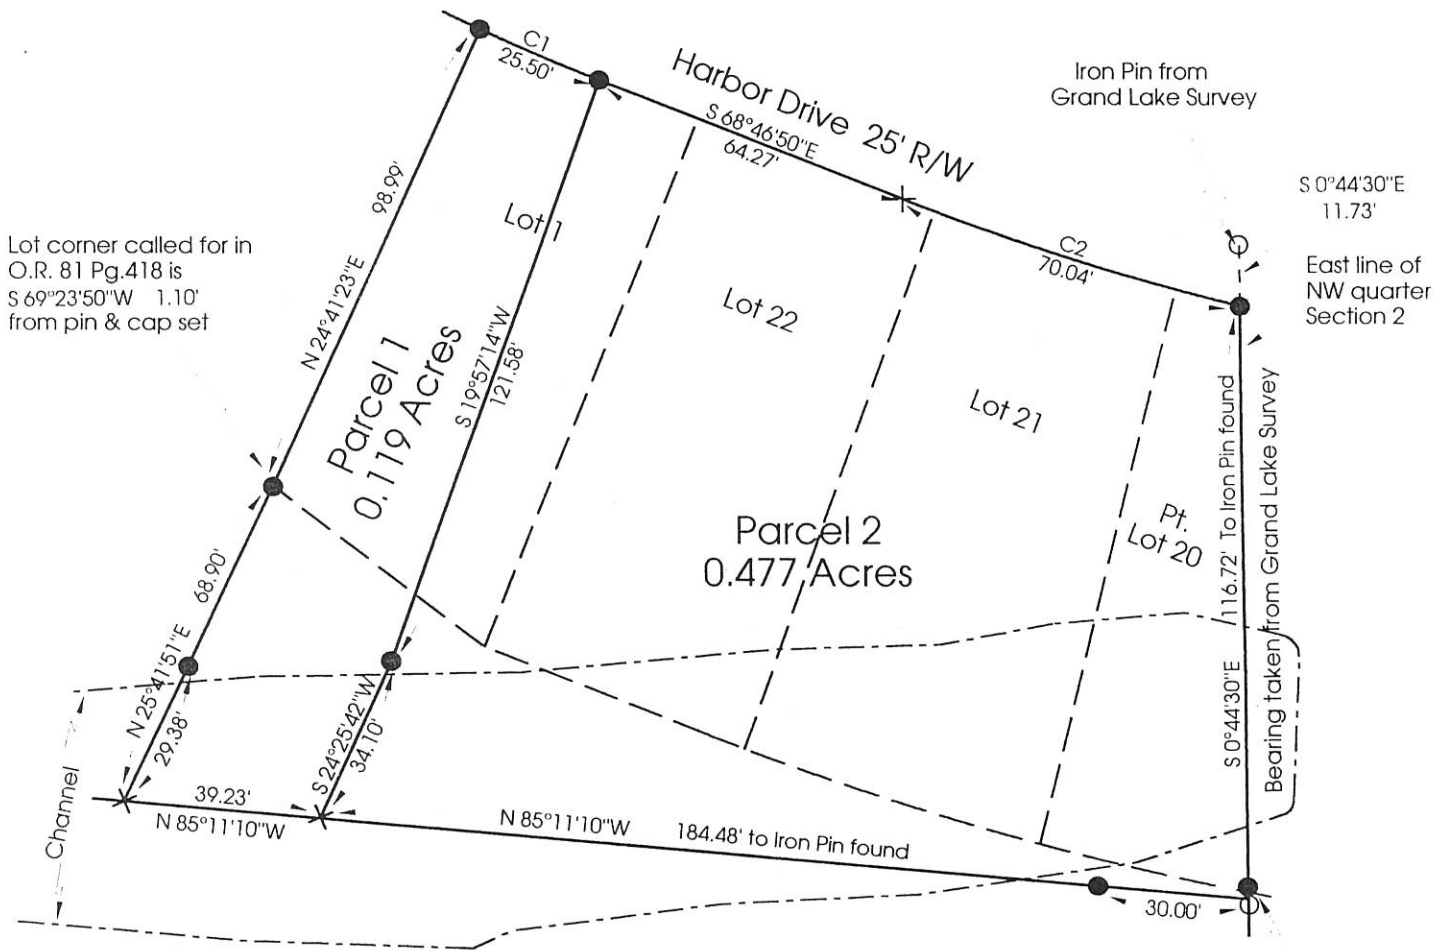 C1
25.50'
Harbor Drive 25' R/W
S 68°46'50"E
64.27'
Iron Pin from
Grand Lake Survey
S 0°44'30"E
11.73'
East line of
NW quarter
Section 2
C2
70.04'
98.99'
N 24°41'23"E
Lot corner called for in
O.R. 81 Pg.418 is
S 69°23'50"W 1.10'
from pin & cap set
Lot 1
Lot 22
Lot 21
Pt.
Lot 20
Parcel 1
0.119 Acres
S 19°57'14"W
121.58'
Parcel 2
0.477 Acres
116.72' To Iron Pin found
S 0°44'30"E
Bearing taken from Grand Lake Survey
68.90'
N 25°41'51"E
29.38'
S 24°25'42"W
34.10'
39.23'
N 85°11'10"W
N 85°11'10"W 184.48' to Iron Pin found
30.00'
Channel